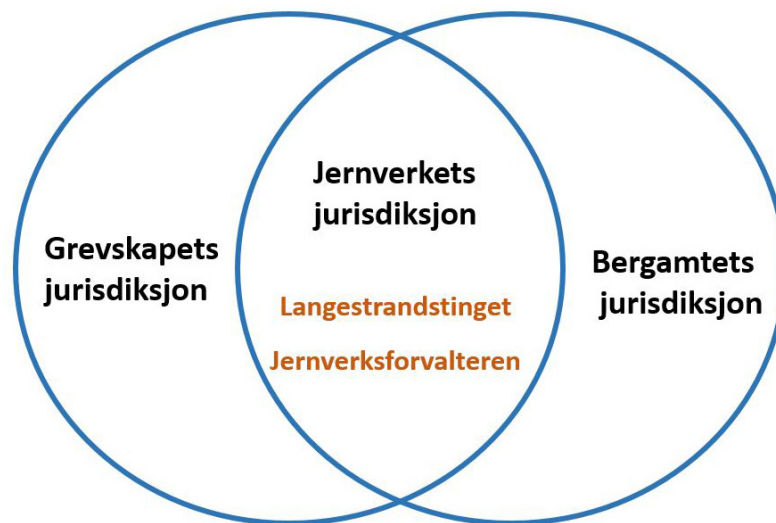 Grevskapets
jurisdiksjon
Jernverkets
jurisdiksjon
Langestrandstinget
Jernverksforvalteren
Bergamtets
jurisdiksjon